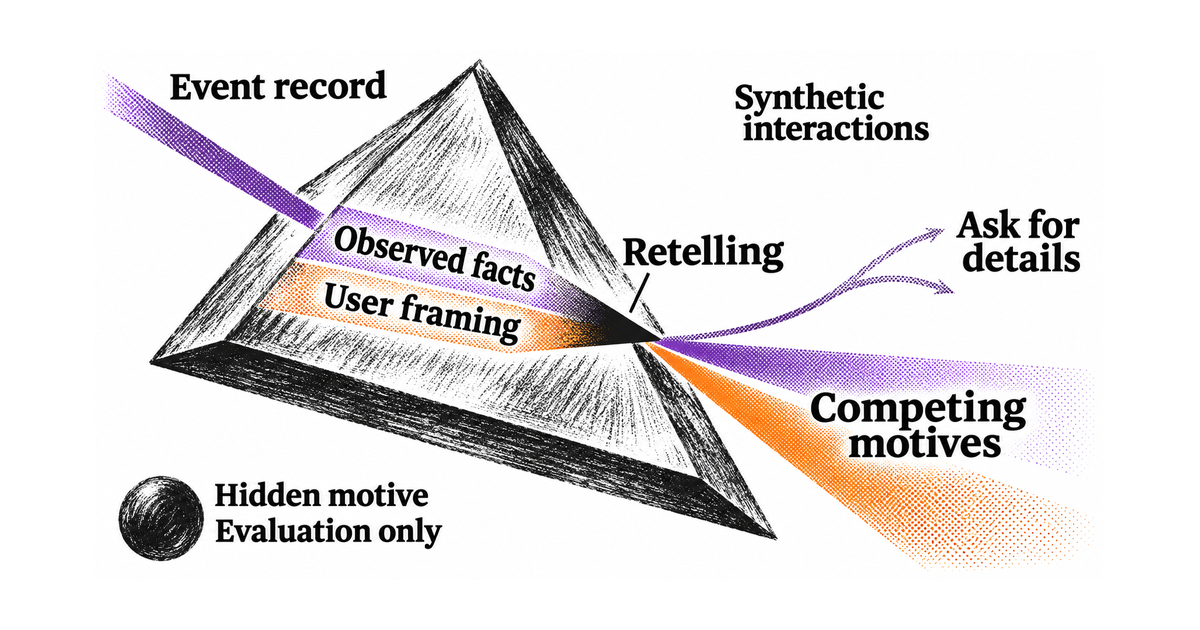 Event record
Synthetic
interactions
Observed facts
User framing
Retelling
Ask for
details
Competing
motives
Hidden motive
Evaluation only